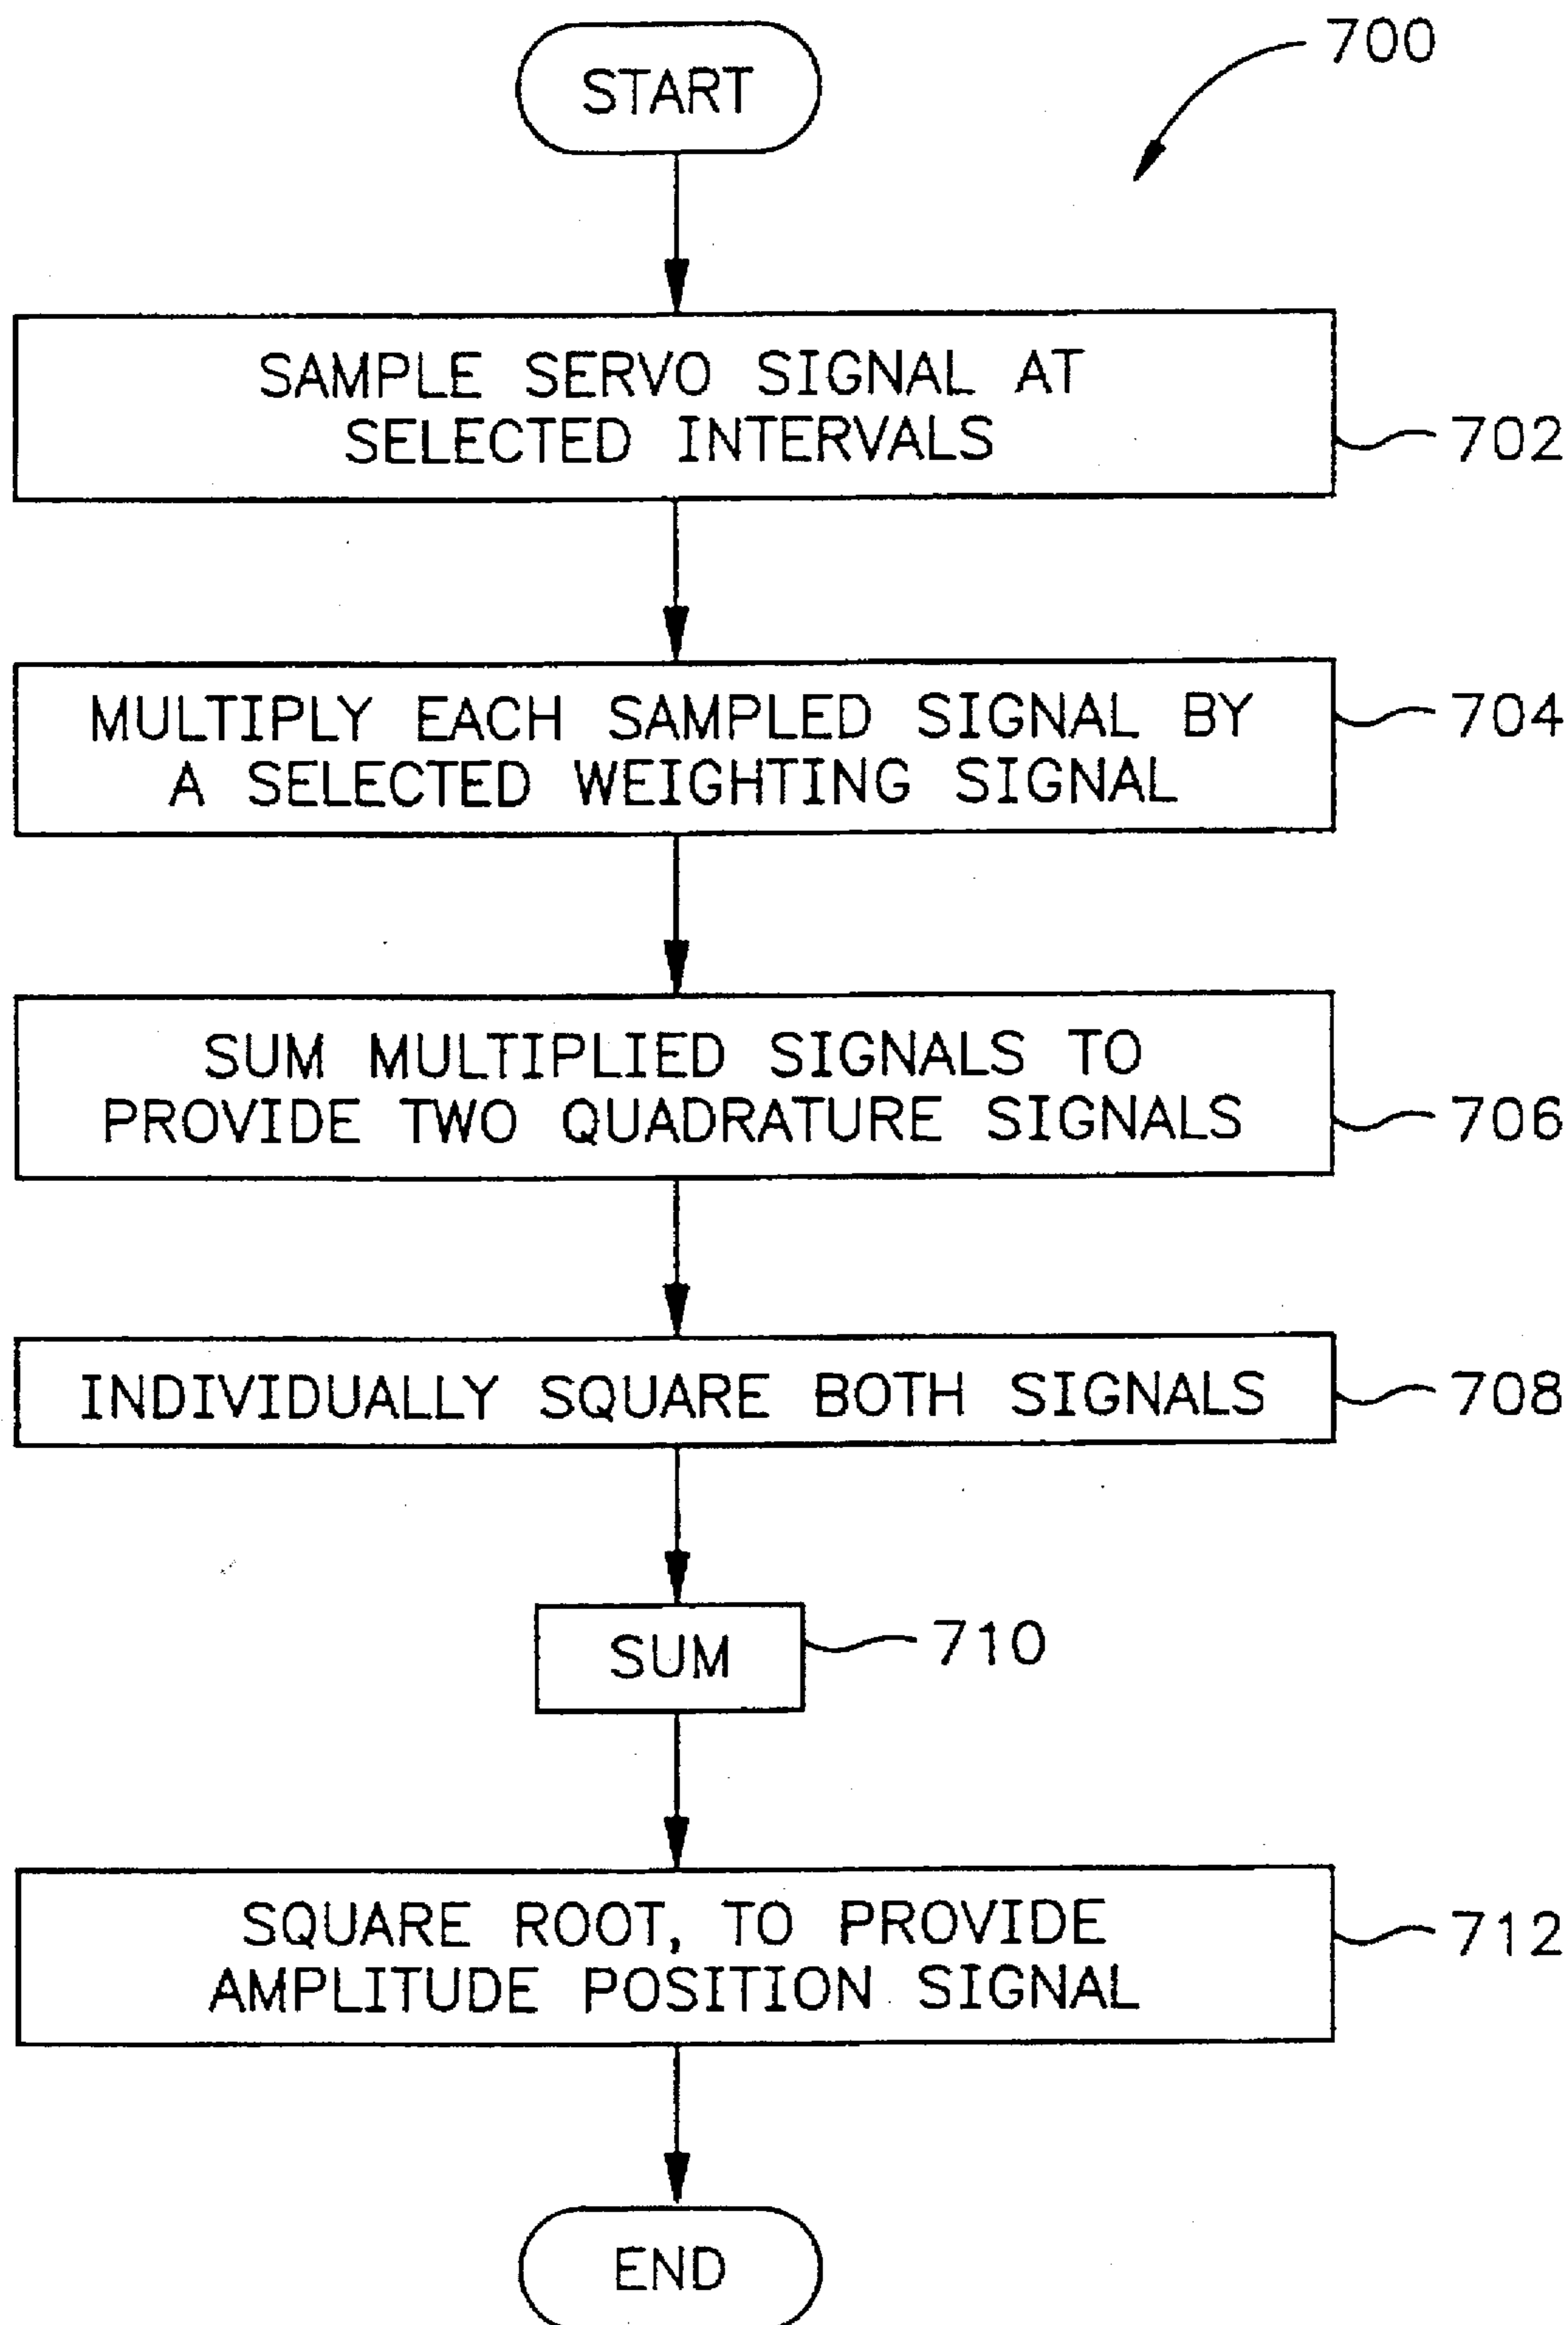 700
START
SAMPLE SERVO SIGNAL AT
SELECTED INTERVALS
702
MULTIPLY EACH SAMPLED SIGNAL BY
A SELECTED WEIGHTING SIGNAL
704
SUM MULTIPLIED SIGNALS TO
PROVIDE TWO QUADRATURE SIGNALS
706
INDIVIDUALLY SQUARE BOTH SIGNALS
708
SUM
710
SQUARE ROOT, TO PROVIDE
AMPLITUDE POSITION SIGNAL
712
END